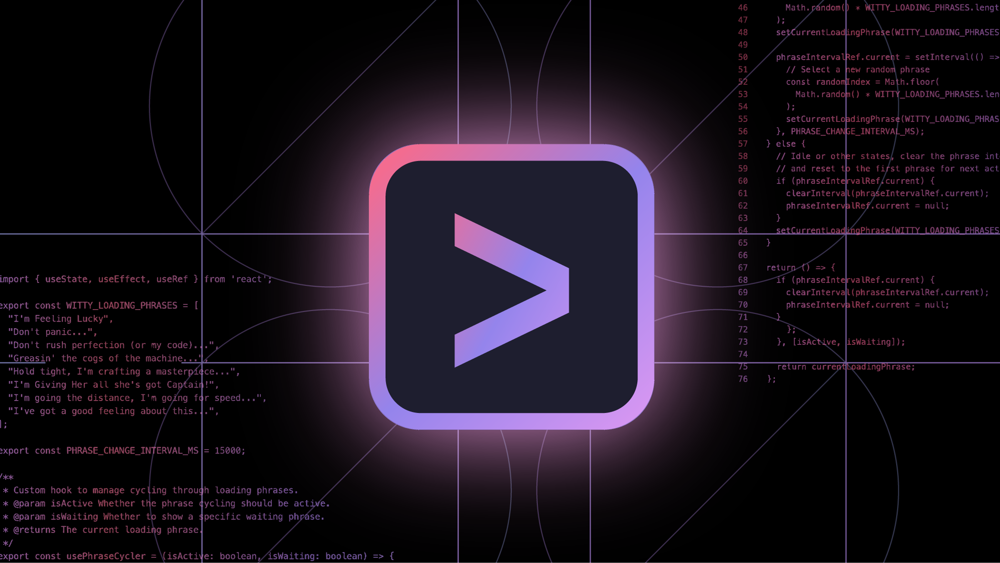 import { useState, useEffect, useRef } from 'react';
export const WITTY_LOADING_PHRASES = [
"I'm Feeling Lucky",
"Don't panic...",
"Don't rush perfection (or my code)...",
"Greasin' the cogs of the machine...",
"Hold tight, I'm crafting a masterpiece...",
"I'm Giving Her all she's got Captain!",
"I'm going the distance, I'm going for speed...",
"I've got a good feeling about this...",
];
export const PHRASE_CHANGE_INTERVAL_MS = 15000;
/**
* Custom hook to manage cycling through loading phrases.
* @param isActive Whether the phrase cycling should be active.
* @param isWaiting Whether to show a specific waiting phrase.
* @returns The current loading phrase.
*/
export const usePhraseCycler = (isActive: boolean, isWaiting: boolean) => {
>
46 Math.random() * WITTY_LOADING_PHRASES.lengt
47 );
48 setCurrentLoadingPhrase(WITTY_LOADING_PHRASES
49
50 phraseIntervalRef.current = setInterval(() =>
51 // Select a new random phrase
52 const randomIndex = Math.floor(
53 Math.random() * WITTY_LOADING_PHRASES.len
54 );
55 setCurrentLoadingPhrase(WITTY_LOADING_PHRAS
56 }, PHRASE_CHANGE_INTERVAL_MS);
57 } else {
58 // Idle or other states, clear the phrase int
59 // and reset to the first phrase for next act
60 if (phraseIntervalRef.current) {
61 clearInterval(phraseIntervalRef.current);
62 phraseIntervalRef.current = null;
63 }
64 setCurrentLoadingPhrase(WITTY_LOADING_PHRASES
65 }
66
67 return () => {
68 if (phraseIntervalRef.current) {
69 clearInterval(phraseIntervalRef.current);
70 phraseIntervalRef.current = null;
71 }
72 };
73 }, [isActive, isWaiting]);
74
75 return currentLoadingPhrase;
76 };